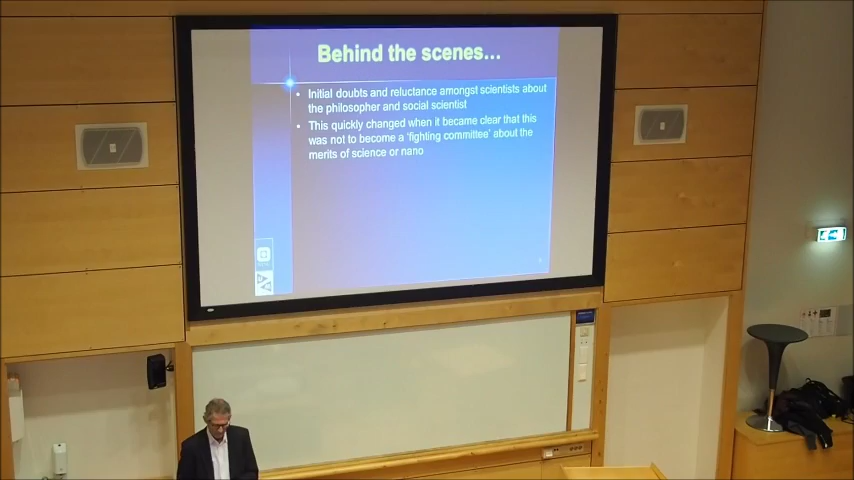 Behind the scenes...
• Initial doubts and reluctance amongst scientists about
the philosopher and social scientist
• This quickly changed when it became clear that this
was not to become a 'fighting committee' about the
merits of science or nano